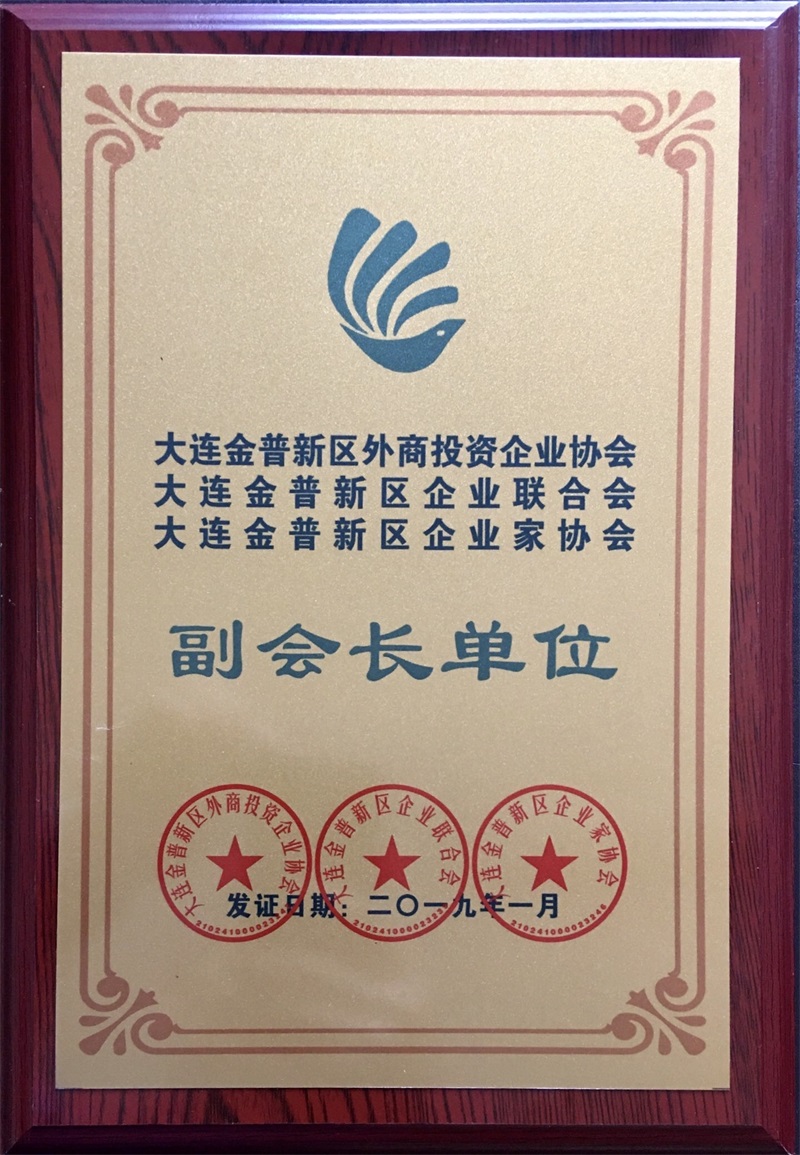 大连金普新区外商投资企业协会
大连金普新区企业联合会
大连金普新区企业家协会
副会长单位
大连金普新区外商投资企业协会
大连金普新区企业联合会
大连金普新区企业家协会
发证日期：二〇一九年一月